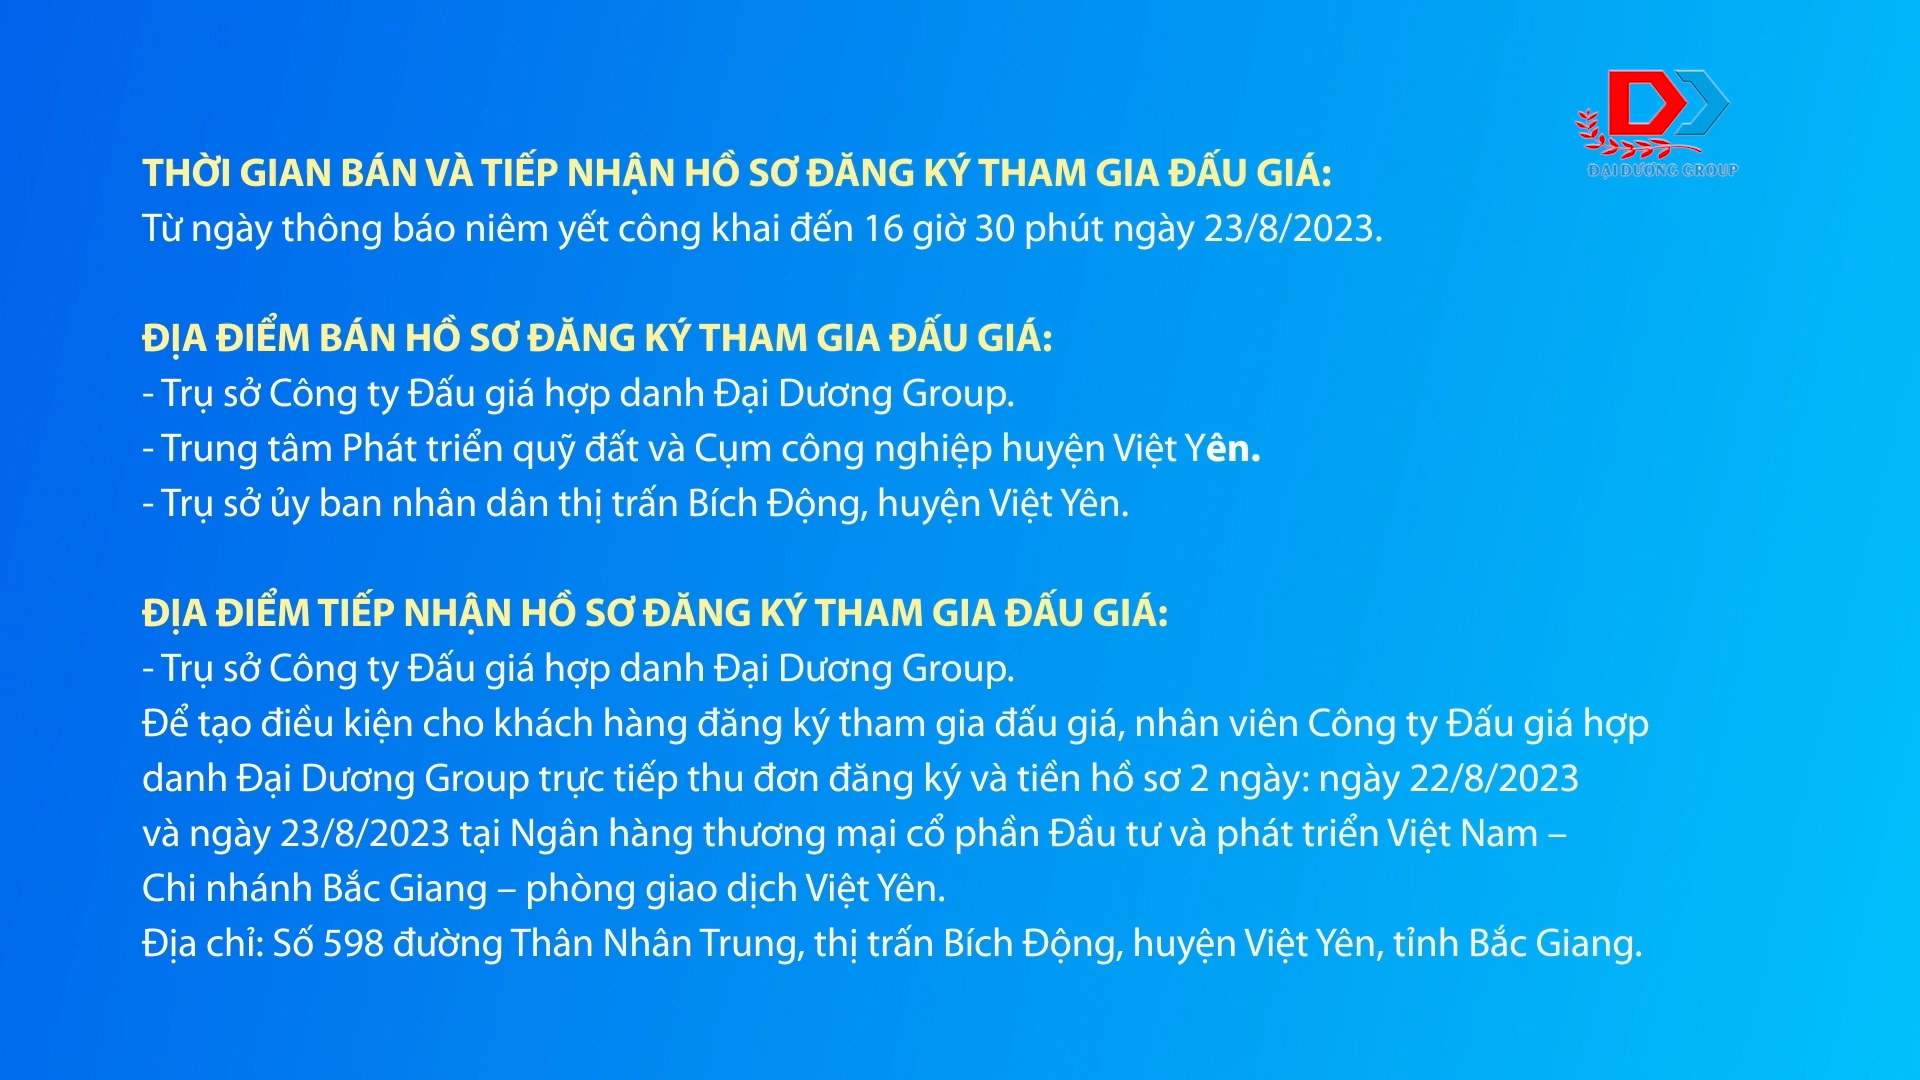 ĐẠI DƯƠNG GROUP
THỜI GIAN BÁN VÀ TIẾP NHẬN HỒ SƠ ĐĂNG KÝ THAM GIA ĐẤU GIÁ:
Từ ngày thông báo niêm yết công khai đến 16 giờ 30 phút ngày 23/8/2023.
ĐỊA ĐIỂM BÁN HỒ SƠ ĐĂNG KÝ THAM GIA ĐẤU GIÁ:
- Trụ sở Công ty Đấu giá hợp danh Đại Dương Group.
- Trung tâm Phát triển quỹ đất và Cụm công nghiệp huyện Việt Yên.
- Trụ sở ủy ban nhân dân thị trấn Bích Động, huyện Việt Yên.
ĐỊA ĐIỂM TIẾP NHẬN HỒ SƠ ĐĂNG KÝ THAM GIA ĐẤU GIÁ:
- Trụ sở Công ty Đấu giá hợp danh Đại Dương Group.
Để tạo điều kiện cho khách hàng đăng ký tham gia đấu giá, nhân viên Công ty Đấu giá hợp
danh Đại Dương Group trực tiếp thu đơn đăng ký và tiền hồ sơ 2 ngày: ngày 22/8/2023
và ngày 23/8/2023 tại Ngân hàng thương mại cổ phần Đầu tư và phát triển Việt Nam –
Chi nhánh Bắc Giang – phòng giao dịch Việt Yên.
Địa chỉ: Số 598 đường Thân Nhân Trung, thị trấn Bích Động, huyện Việt Yên, tỉnh Bắc Giang.